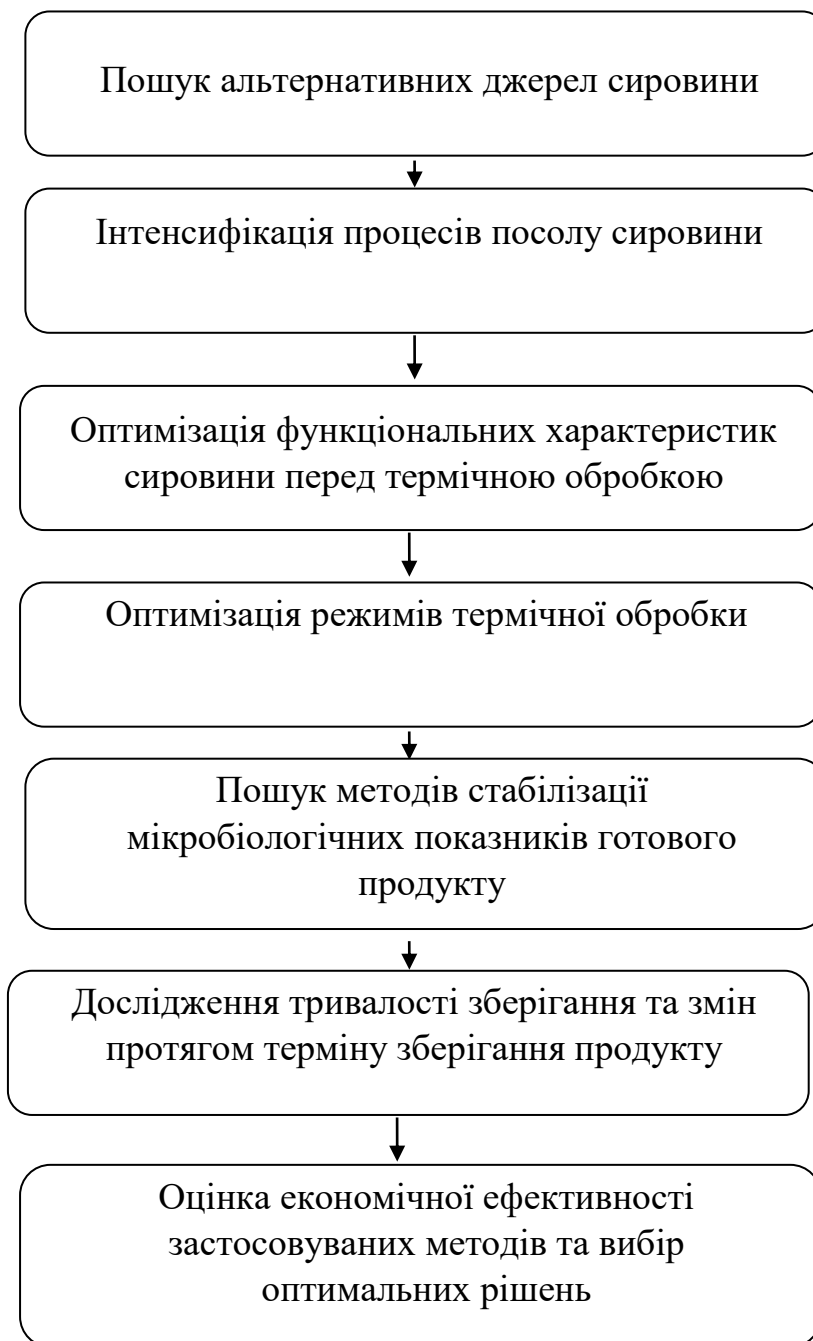 Пошук альтернативних джерел сировини
Інтенсифікація процесів посолу сировини
Оптимізація функціональних характеристик
сировини перед термічною обробкою
Оптимізація режимів термічної обробки
Пошук методів стабілізації
мікробіологічних показників готового
продукту
Дослідження тривалості зберігання та змін
протягом терміну зберігання продукту
Оцінка економічної ефективності
застосовуваних методів та вибір
оптимальних рішень